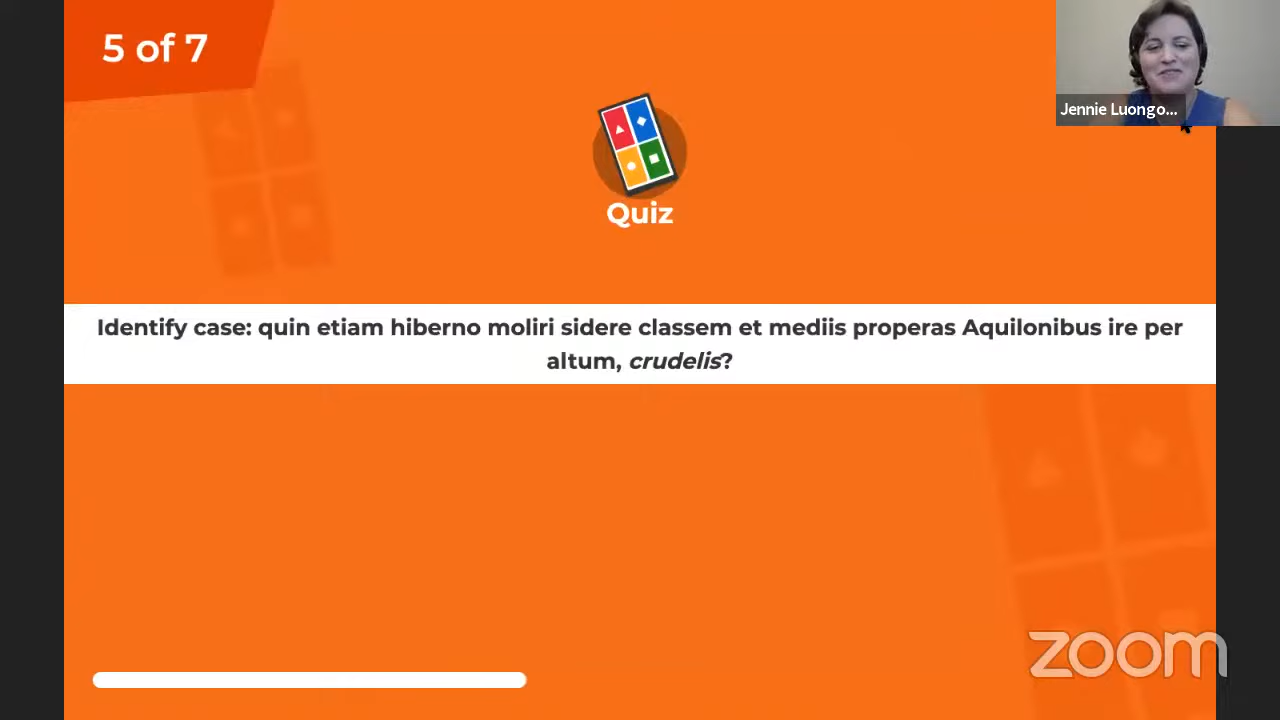 5 of 7
Jennie Luongo...
Quiz
Identify case: quin etiam hiberno moliri sidere classem et mediis properas Aquilonibus ire per
altum, crudelis?
zoom